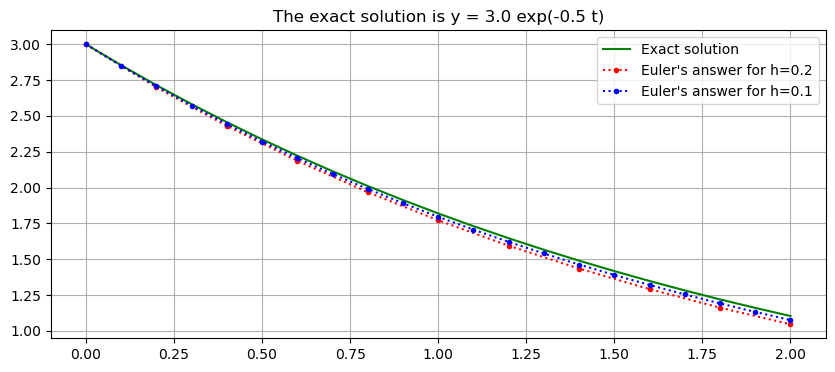 The exact solution is y = 3.0 exp(-0.5 t)
Exact solution
Euler's answer for h=0.2
Euler's answer for h=0.1
3.00
2.75
2.50
2.25
2.00
1.75
1.50
1.25
1.00
0.00 0.25 0.50 0.75 1.00 1.25 1.50 1.75 2.00